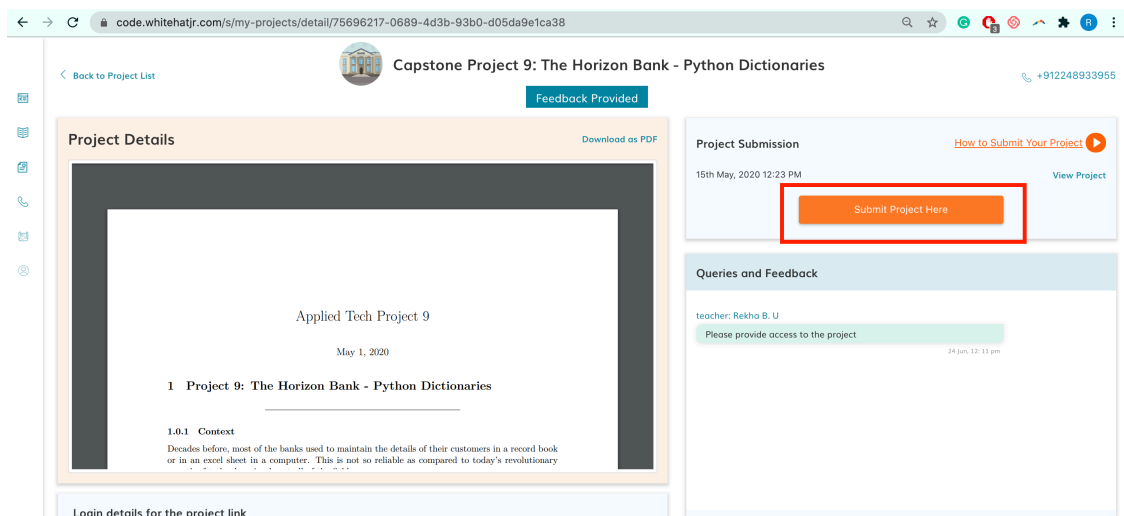 code.whitehatjr.com/s/my-projects/detail/75696217-0689-4d3b-93b0-d05da9e1ca38
3
R
Back to Project List
Capstone Project 9: The Horizon Bank - Python Dictionaries
+912248933955
Feedback Provided
Project Details
Download as PDF
Applied Tech Project 9
May 1, 2020
1 Project 9: The Horizon Bank - Python Dictionaries
1.0.1 Context
Decades before, most of the banks used to maintain the details of their customers in a record book
or in an excel sheet in a computer. This is not so reliable as compared to today's revolutionary
Login details for the project link
Project Submission
How to Submit Your Project
15th May, 2020 12:23 PM
View Project
Submit Project Here
Queries and Feedback
teacher: Rekha B. U
Please provide access to the project
24 Jun, 12: 11 pm